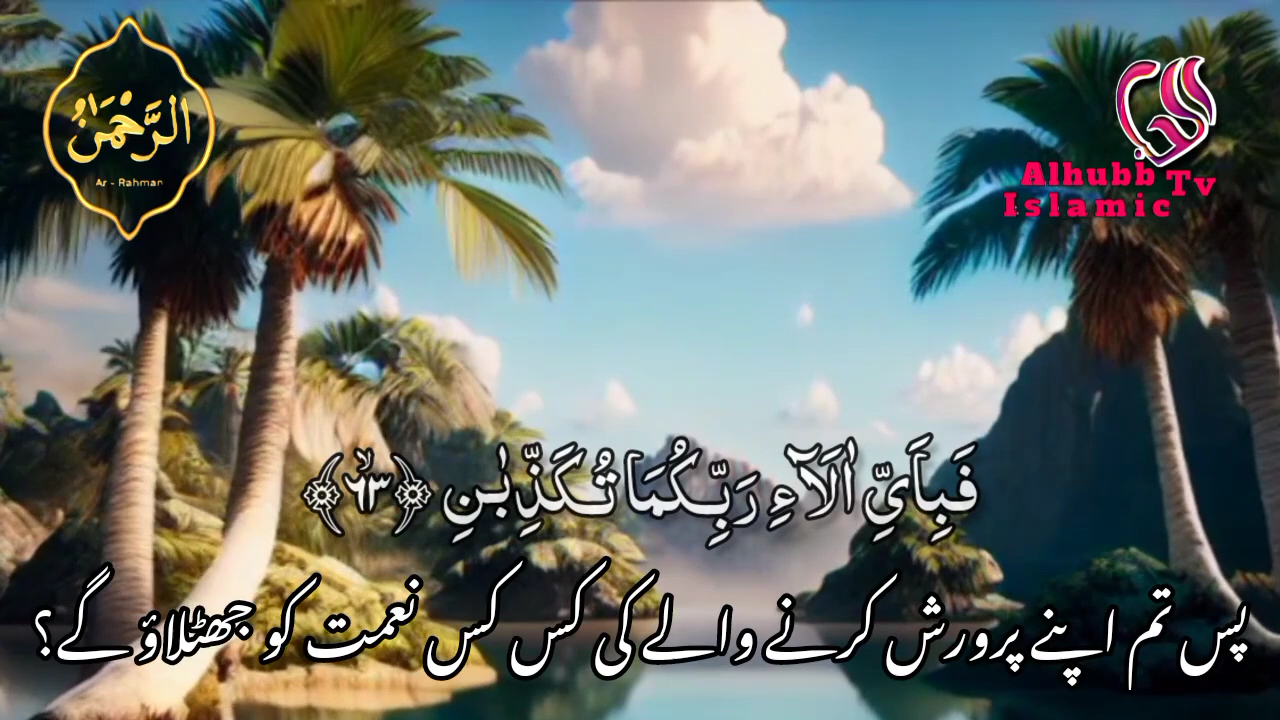 الرَّحْمٰنُ
Ar - Rahman
Alhubb Tv
Islamic
فَبِاَىِّ اٰلَآءِ رَبِّكُمَا تُكَذِّبٰنِ ﴿ۙ۶۳﴾
پس تم اپنے پرورش کرنے والے کی کس کس نعمت کو جھٹلاؤ گے؟